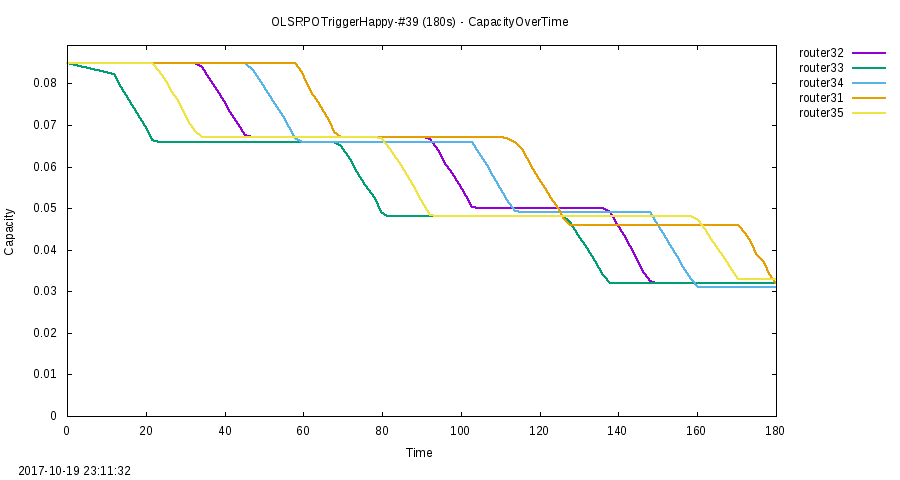 OLSRPOTriggerHappy-#39 (180s) - CapacityOverTime
router32
router33
router34
router31
router35
0.08
0.07
0.06
0.05
0.04
0.03
0.02
0.01
0
Capacity
0 20 40 60 80 100 120 140 160 180
Time
2017-10-19 23:11:32